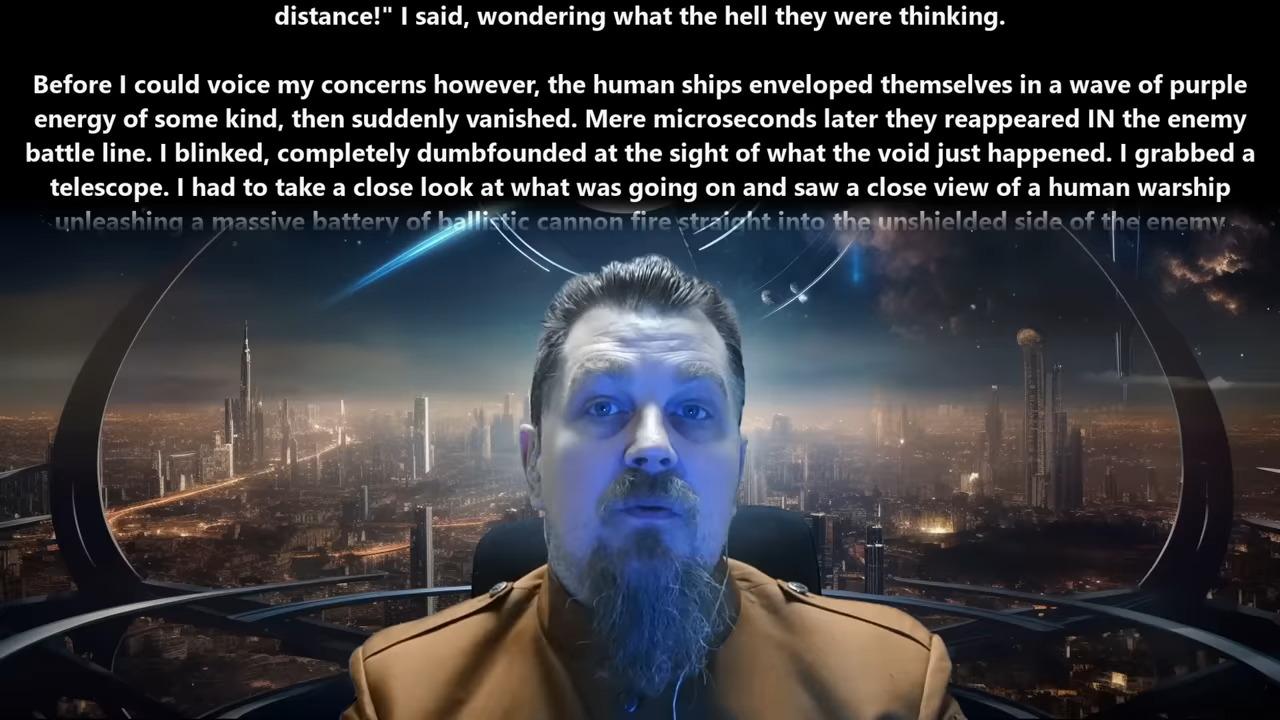 distance!" I said, wondering what the hell they were thinking.
Before I could voice my concerns however, the human ships enveloped themselves in a wave of purple
energy of some kind, then suddenly vanished. Mere microseconds later they reappeared IN the enemy
battle line. I blinked, completely dumbfounded at the sight of what the void just happened. I grabbed a
telescope. I had to take a close look at what was going on and saw a close view of a human warship
unleashing a massive battery of ballistic cannon fire straight into the unshielded side of the enemy